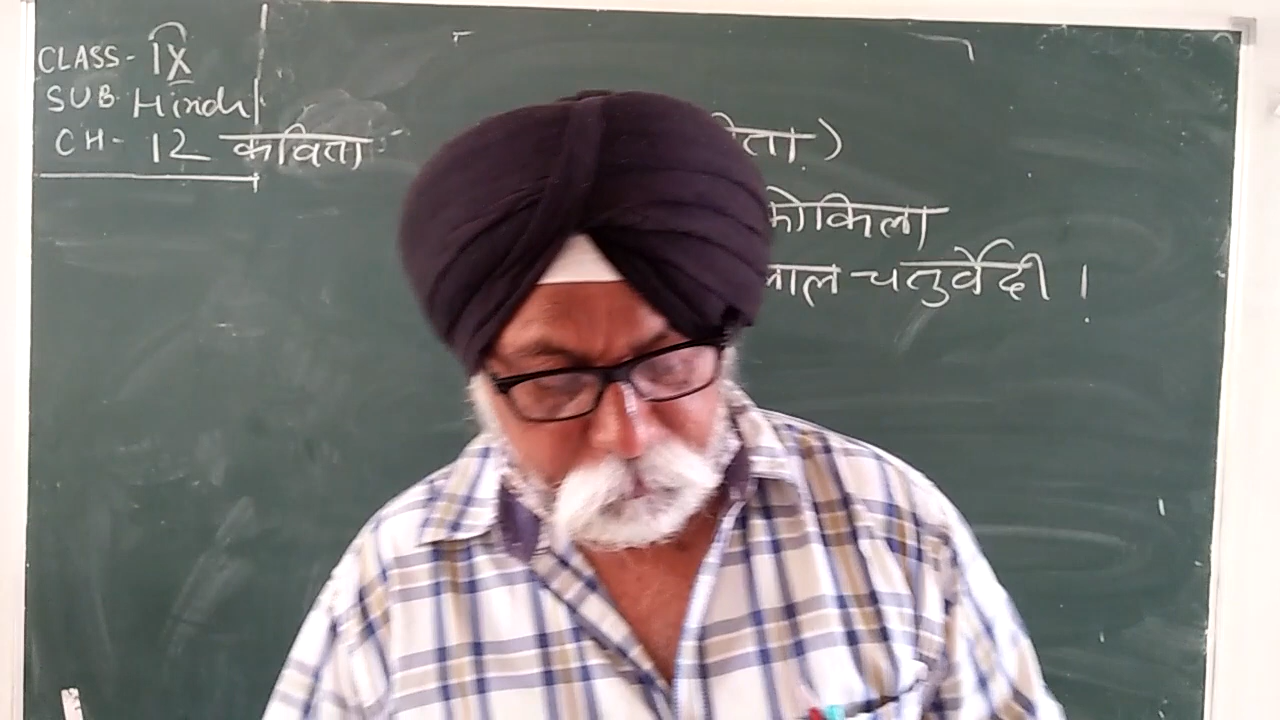 CLASS- IX
SUB Hindi
CH- 12 कविता
ता)
कोकिला
लाल चतुर्वेदी ।